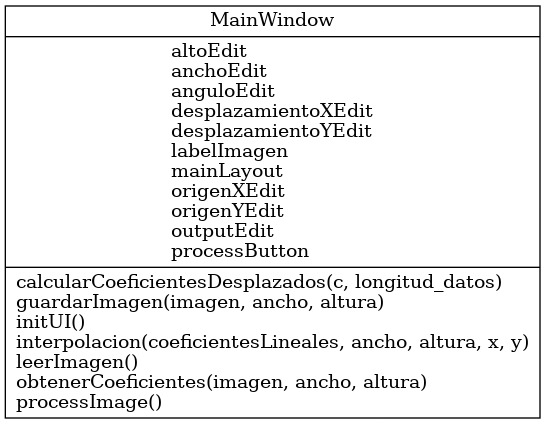 MainWindow
altoEdit
anchoEdit
anguloEdit
desplazamientoXEdit
desplazamientoYEdit
labelImagen
mainLayout
origenXEdit
origenYEdit
outputEdit
processButton
calcularCoeficientesDesplazados(c, longitud_datos)
guardarImagen(imagen, ancho, altura)
initUI()
interpolacion(coeficientesLineales, ancho, altura, x, y)
leerImagen()
obtenerCoeficientes(imagen, ancho, altura)
processImage()